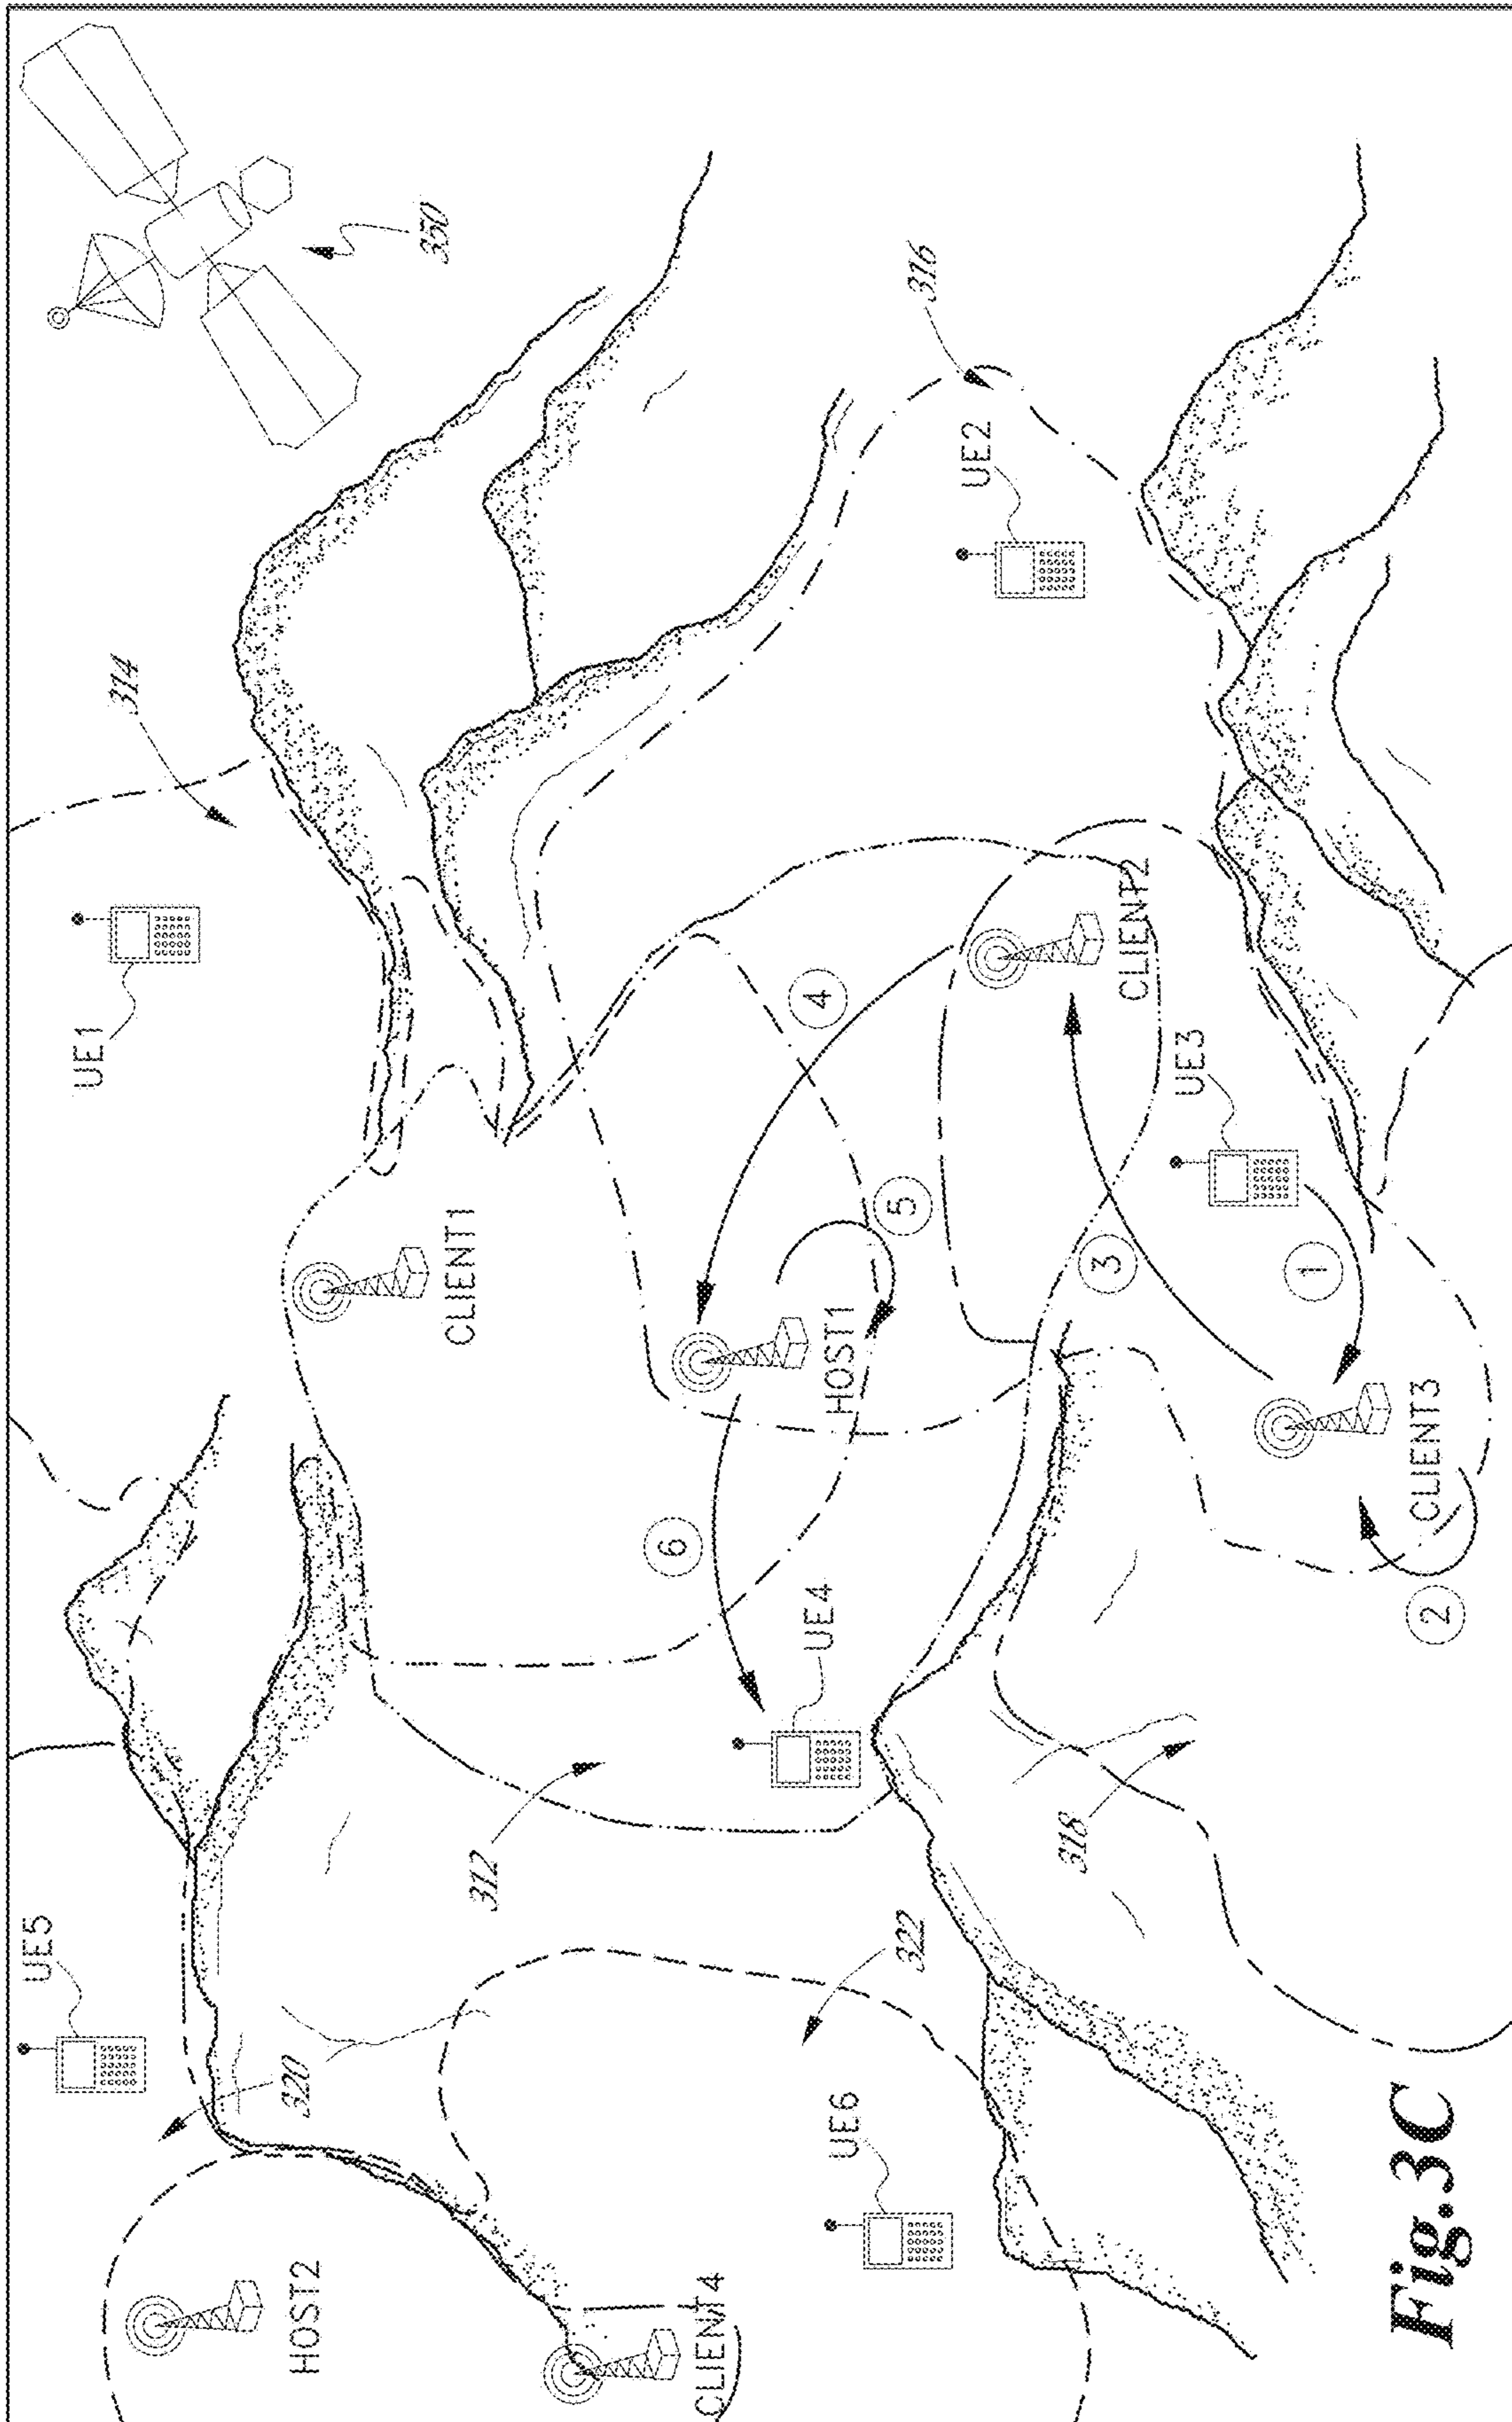 UE5
320
HOST2
CLIENT4
UE1
314
350
CLIENT1
312
6
UE4
HOST1
5
4
322
UE6
316
UE2
CLIENT2
3
UE3
1
318
CLIENT3
2
Fig.3C